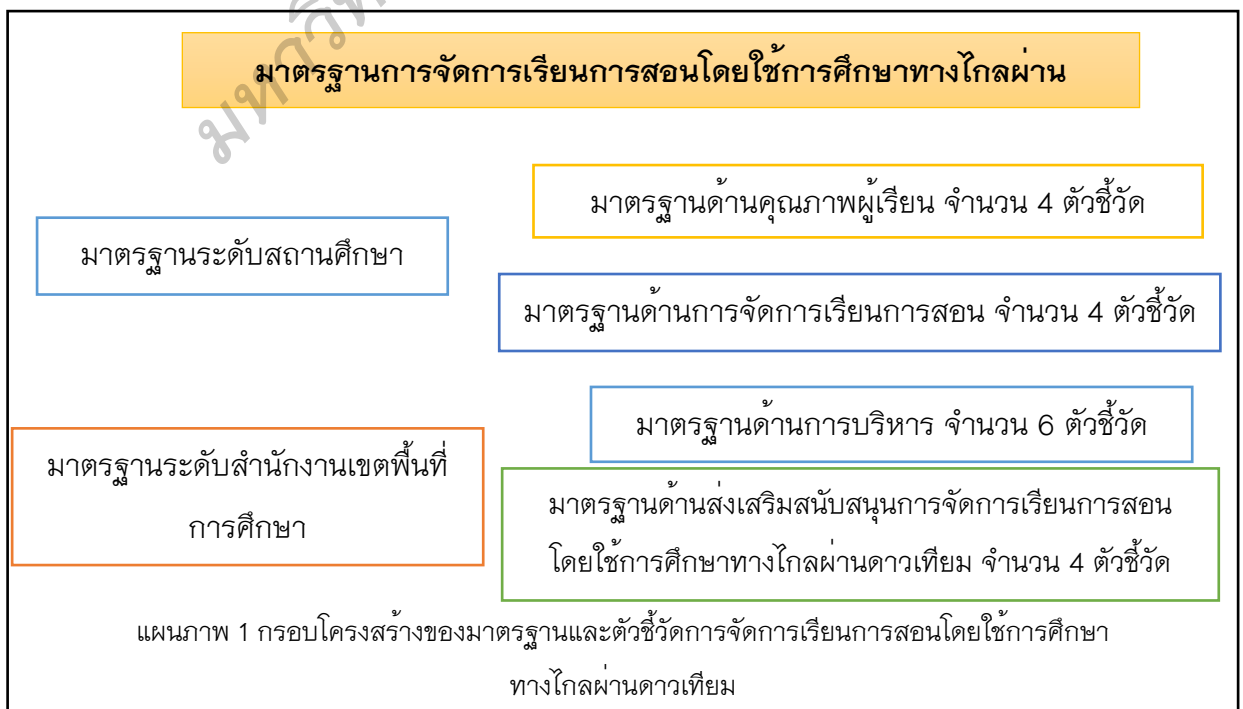 มาตรฐานการจัดการเรียนการสอนโดยใช้การศึกษาทางไกลผ่าน
มาตรฐานระดับสถานศึกษา
มาตรฐานด้านคุณภาพผู้เรียน จำนวน 4 ตัวชี้วัด
มาตรฐานด้านการจัดการเรียนการสอน จำนวน 4 ตัวชี้วัด
มาตรฐานระดับสำนักงานเขตพื้นที่
การศึกษา
มาตรฐานด้านการบริหาร จำนวน 6 ตัวชี้วัด
มาตรฐานด้านส่งเสริมสนับสนุนการจัดการเรียนการสอน
โดยใช้การศึกษาทางไกลผ่านดาวเทียม จำนวน 4 ตัวชี้วัด
แผนภาพ 1 กรอบโครงสร้างของมาตรฐานและตัวชี้วัดการจัดการเรียนการสอนโดยใช้การศึกษา
ทางไกลผ่านดาวเทียม